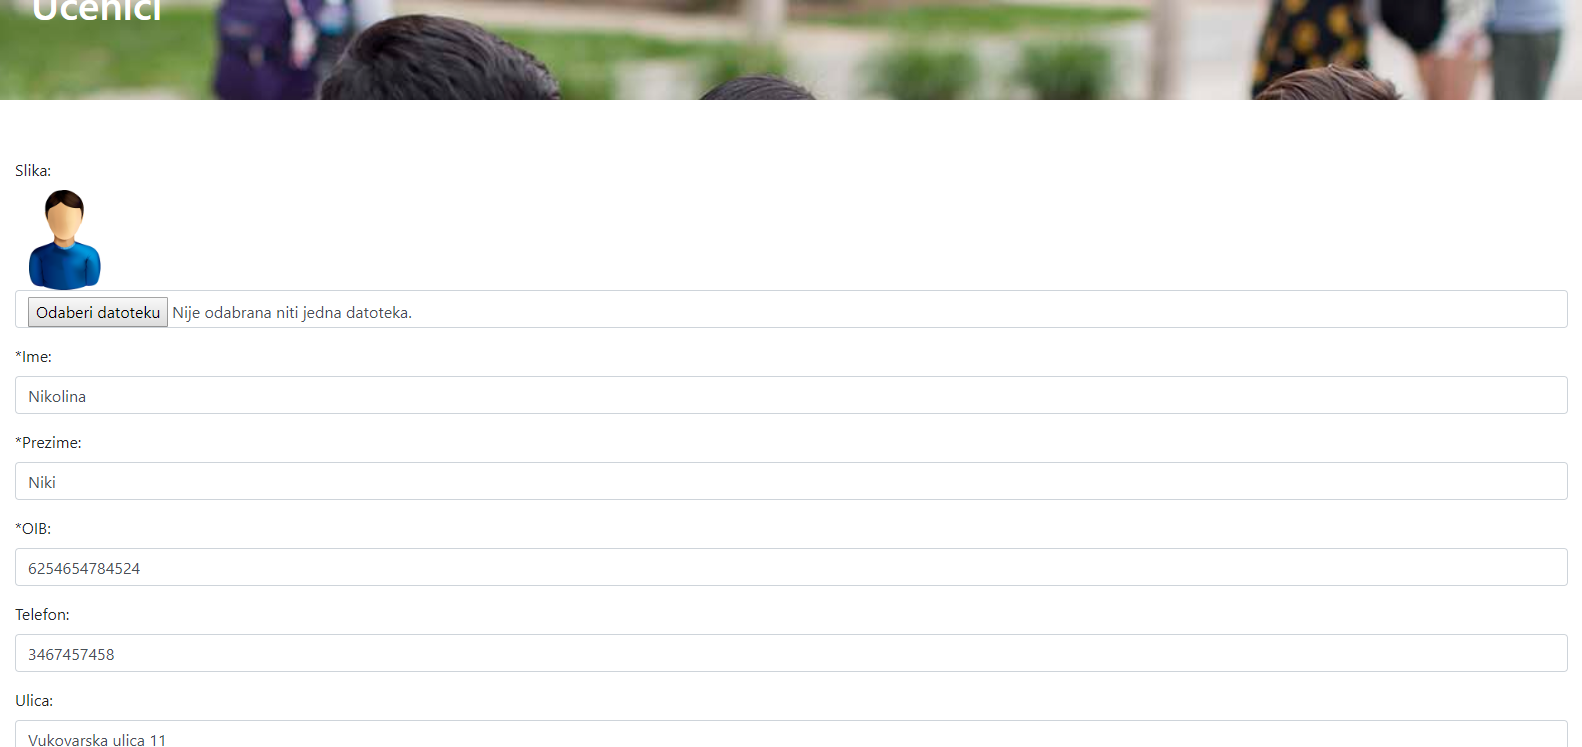 Učenici
Slika:
Odaberi datoteku Nije odabrana niti jedna datoteka.
*Ime:
Nikolina
*Prezime:
Niki
*OIB:
6254654784524
Telefon:
3467457458
Ulica:
Vukovarska ulica 11